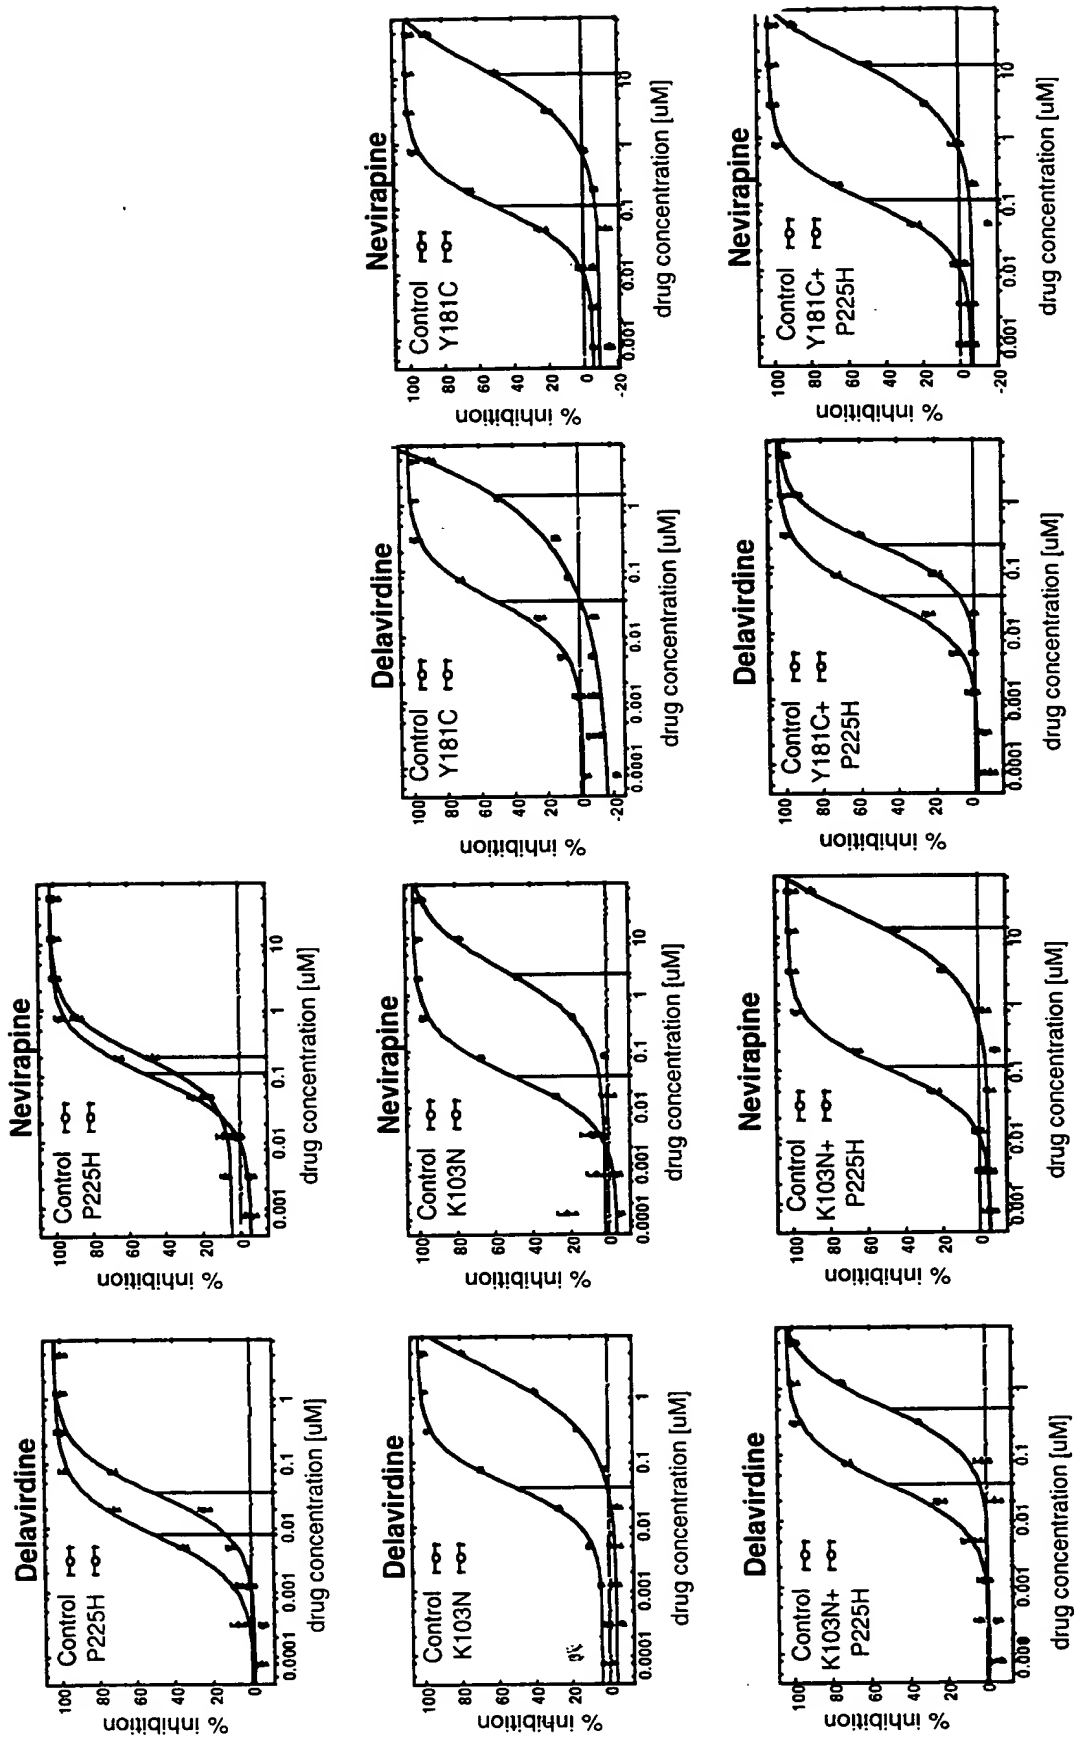 Delavirdine
Control
P225H
% inhibition
100
80
60
40
20
0
0.0001
0.001
0.01
0.1
1
drug concentration [uM]
Nevirapine
Control
P225H
% inhibition
100
80
60
40
20
0
0.001
0.01
0.1
1
10
drug concentration [uM]
Delavirdine
Control
K103N
% inhibition
100
80
60
40
20
0
0.0001
0.001
0.01
0.1
1
drug concentration [uM]
Nevirapine
Control
K103N
% inhibition
100
80
60
40
20
0
0.0001
0.001
0.01
0.1
1
10
drug concentration [uM]
Delavirdine
Control
Y181C
% inhibition
100
80
60
40
20
0
-20
0.0001
0.001
0.01
0.1
1
drug concentration [uM]
Nevirapine
Control
Y181C
% inhibition
100
80
60
40
20
0
-20
0.001
0.01
0.1
1
10
drug concentration [uM]
Delavirdine
Control
K103N+
P225H
% inhibition
100
80
60
40
20
0
0.000
0.001
0.01
0.1
1
drug concentration [uM]
Nevirapine
Control
K103N+
P225H
% inhibition
100
80
60
40
20
0
0.001
0.01
0.1
1
10
drug concentration [uM]
Delavirdine
Control
Y181C+
P225H
% inhibition
100
80
60
40
20
0
0.0001
0.001
0.01
0.1
1
drug concentration [uM]
Nevirapine
Control
Y181C+
P225H
% inhibition
100
80
60
40
20
0
-20
0.001
0.01
0.1
1
10
drug concentration [uM]